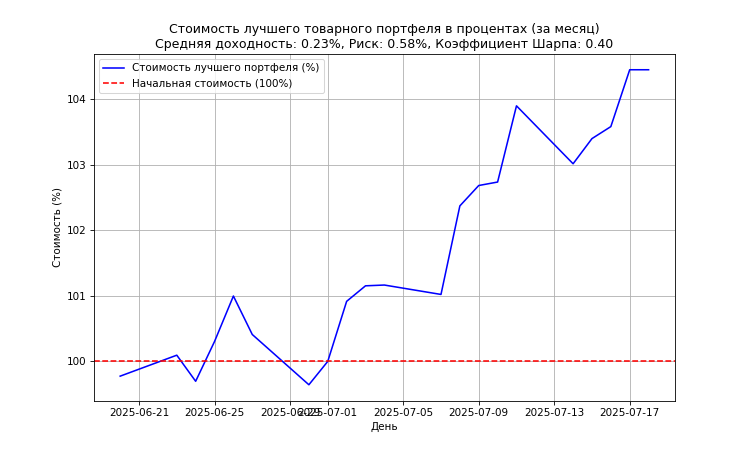 Стоимость лучшего товарного портфеля в процентах (за месяц)
Средняя доходность: 0.23%, Риск: 0.58%, Коэффициент Шарпа: 0.40
Стоимость лучшего портфеля (%)
Начальная стоимость (100%)
Стоимость (%)
104
103
102
101
100
2025-06-21 2025-06-25 2025-06-29 2025-07-01 2025-07-05 2025-07-09 2025-07-13 2025-07-17
День